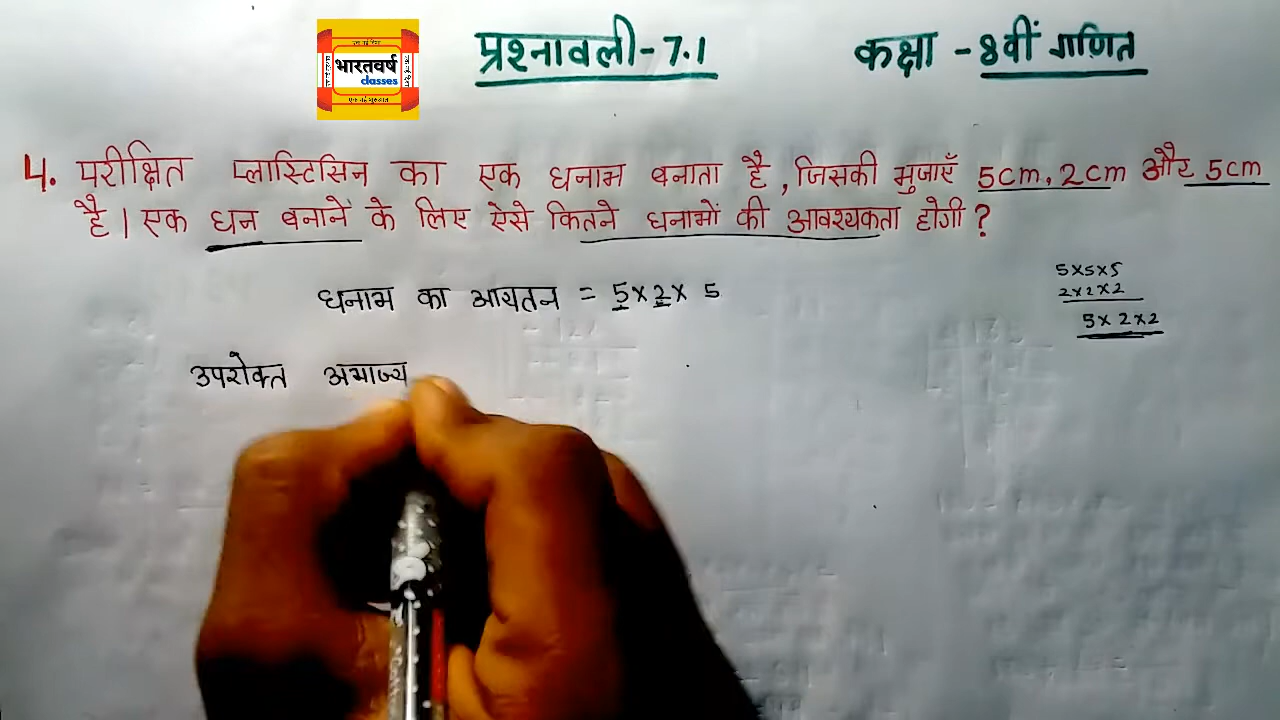 भारतवर्ष
classes
प्रश्नावली-7.1 कक्षा -8वीं गणित
4. परीक्षित प्लास्टिसिन का एक घनाभ बनाता है, जिसकी भुजाएँ 5cm, 2cm और 5cm
है। एक घन बनाने के लिए ऐसे कितने घनाभों की आवश्यकता होगी?
घनाभ का आयतन = 5×2×5
5×5×5
2×2×2
5×2×2
उपरोक्त अभाज्य